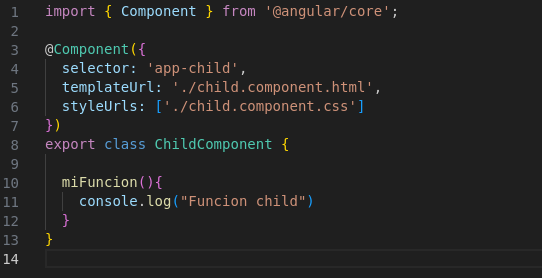 1 import { Component } from '@angular/core';
2
3 @Component({
4   selector: 'app-child',
5   templateUrl: './child.component.html',
6   styleUrls: ['./child.component.css']
7 })
8 export class ChildComponent {
9
10   miFuncion(){
11     console.log("Funcion child")
12   }
13 }
14